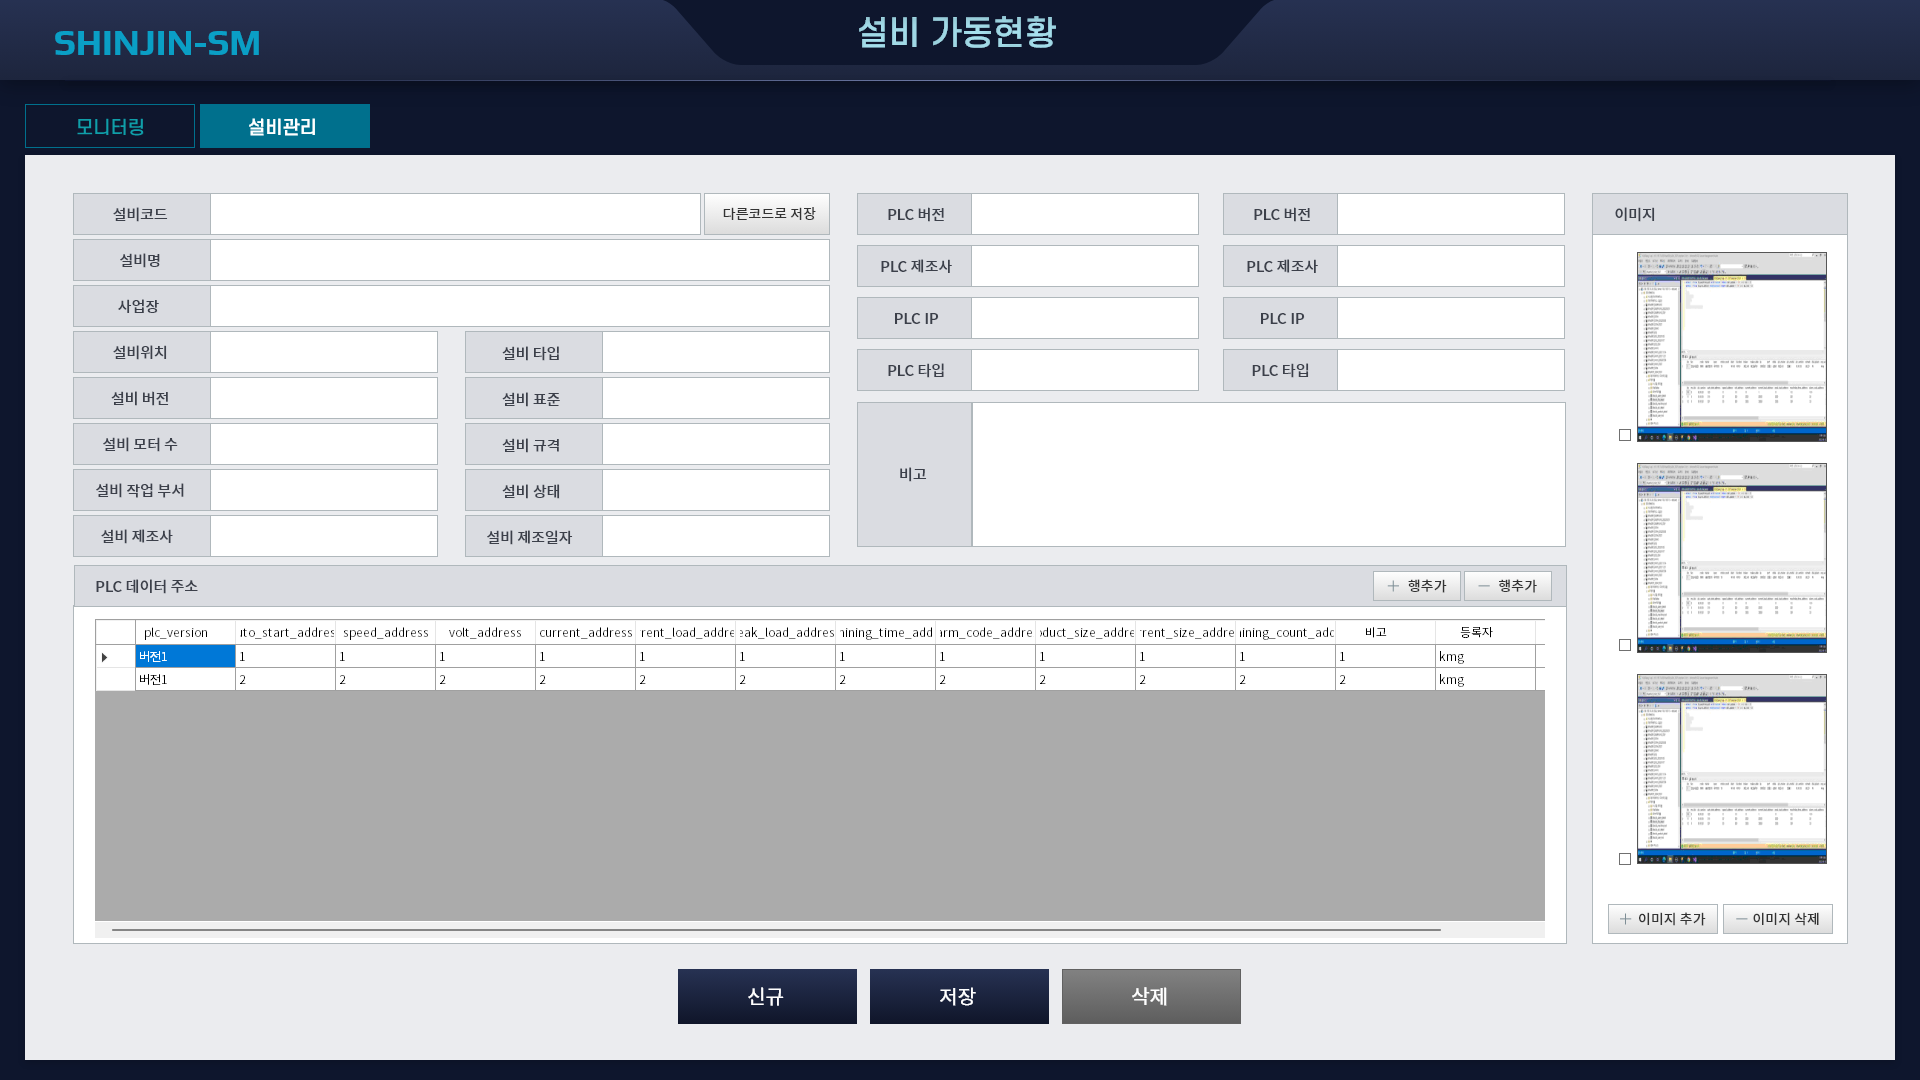 SHINJIN-SM
설비 가동현황
모니터링
설비관리
설비코드
다른코드로 저장
설비명
사업장
설비위치
설비 타입
설비 버전
설비 표준
설비 모터 수
설비 규격
설비 작업 부서
설비 상태
설비 제조사
설비 제조일자
PLC 버전
PLC 버전
PLC 제조사
PLC 제조사
PLC IP
PLC IP
PLC 타입
PLC 타입
비고
이미지
PLC 데이터 주소
+ 행추가
- 행추가
plc_version uto_start_addres speed_address volt_address current_address rent_load_addre eak_load_addres nining_time_add arm_code_addre oduct_size_addre rrent_size_addre aining_count_adc 비고 등록자
버전1 1 1 1 1 1 1 1 1 1 1 1 1 kmg
버전1 2 2 2 2 2 2 2 2 2 2 2 2 kmg
+ 이미지 추가
- 이미지 삭제
신규
저장
삭제